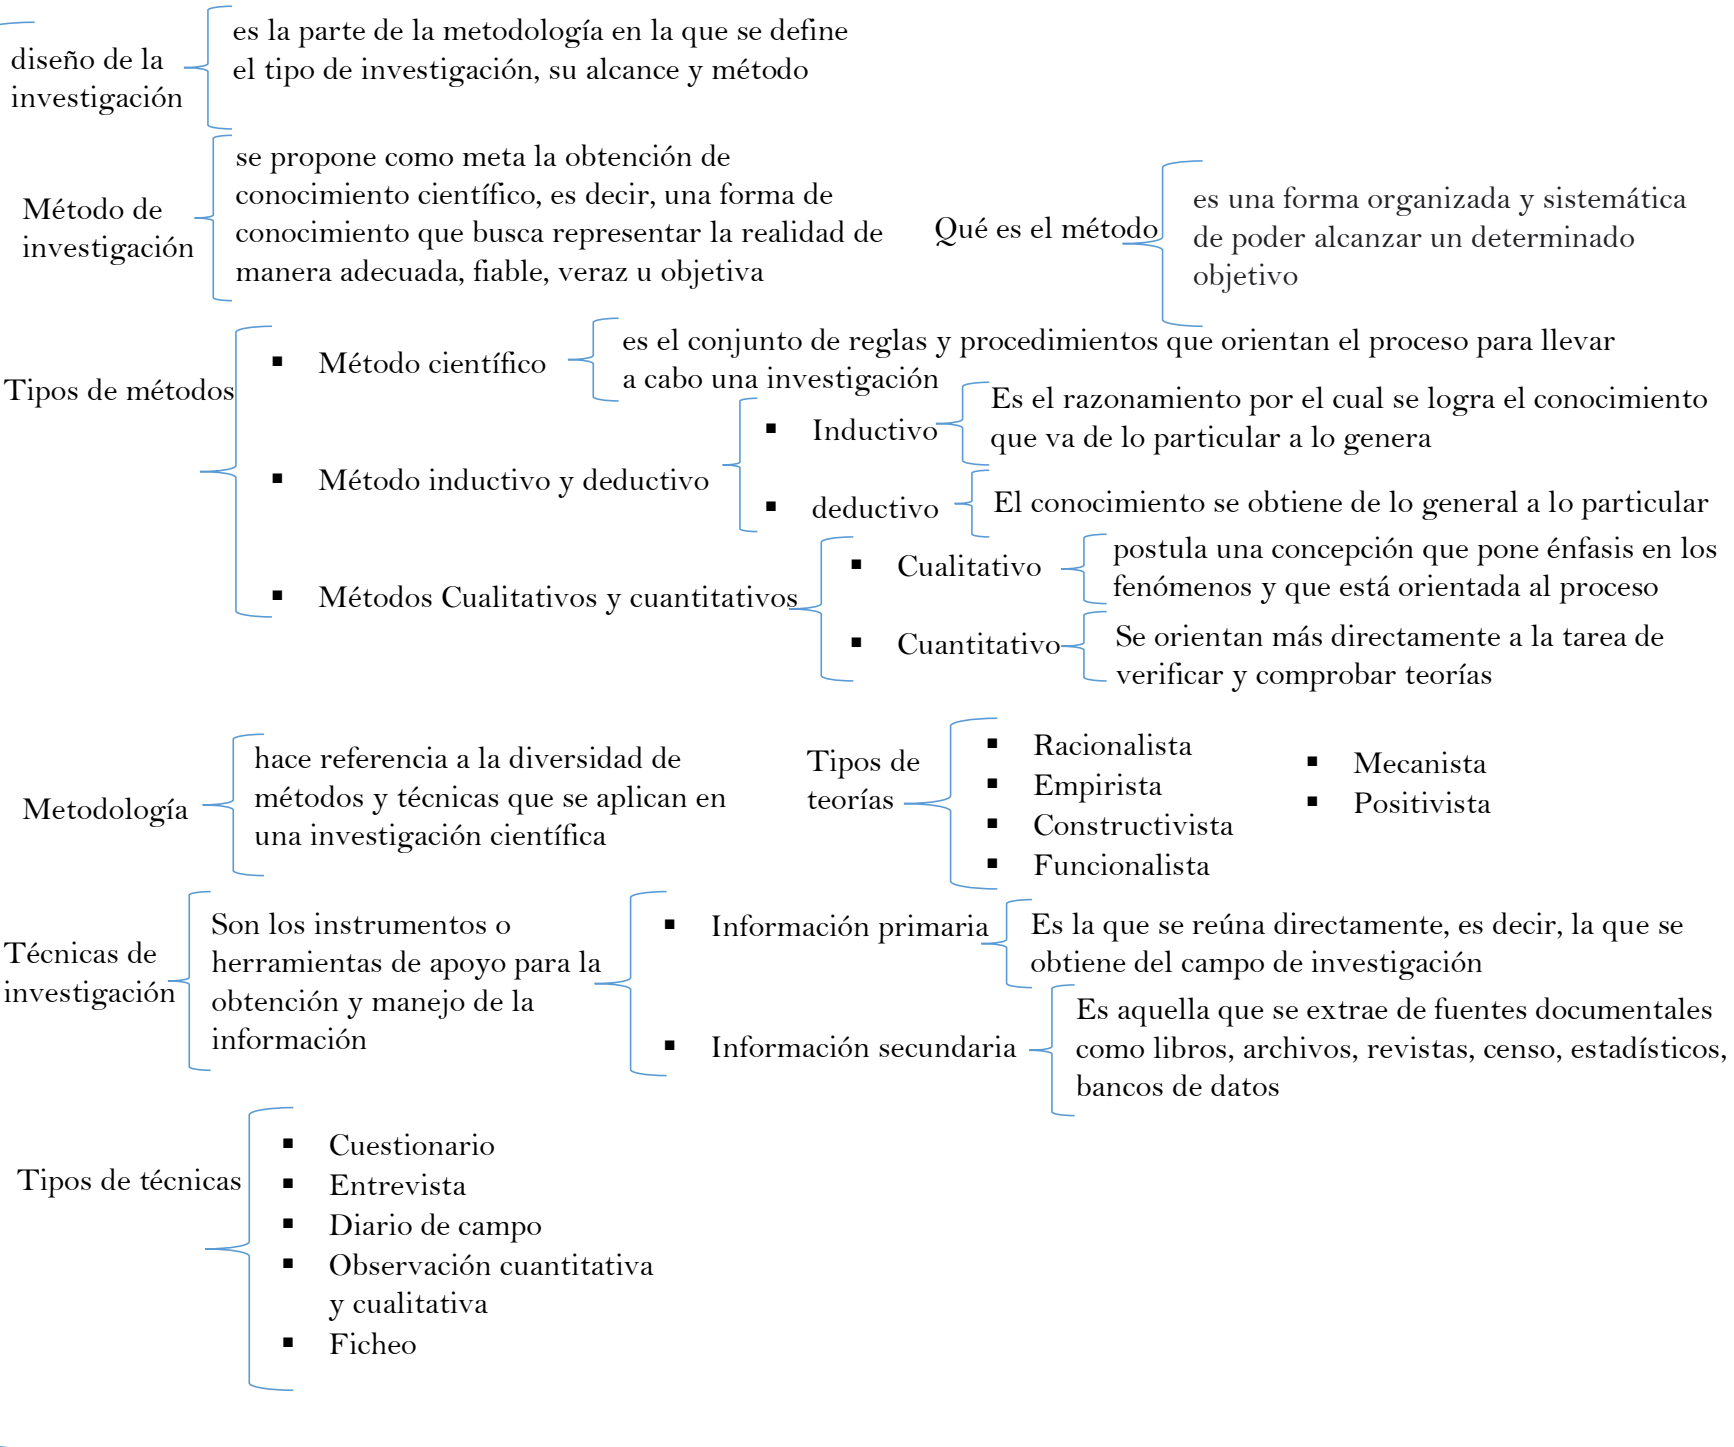 diseño de la
investigación
es la parte de la metodología en la que se define
el tipo de investigación, su alcance y método
Método de
investigación
se propone como meta la obtención de
conocimiento científico, es decir, una forma de
conocimiento que busca representar la realidad de
manera adecuada, fiable, veraz u objetiva
Qué es el método
es una forma organizada y sistemática
de poder alcanzar un determinado
objetivo
Tipos de métodos
▪ Método científico
es el conjunto de reglas y procedimientos que orientan el proceso para llevar
a cabo una investigación
▪ Método inductivo y deductivo
▪ Inductivo
Es el razonamiento por el cual se logra el conocimiento
que va de lo particular a lo genera
▪ deductivo
El conocimiento se obtiene de lo general a lo particular
▪ Métodos Cualitativos y cuantitativos
▪ Cualitativo
postula una concepción que pone énfasis en los
fenómenos y que está orientada al proceso
▪ Cuantitativo
Se orientan más directamente a la tarea de
verificar y comprobar teorías
Metodología
hace referencia a la diversidad de
métodos y técnicas que se aplican en
una investigación científica
Tipos de
teorías
▪ Racionalista
▪ Empirista
▪ Constructivista
▪ Funcionalista
▪ Mecanista
▪ Positivista
Técnicas de
investigación
Son los instrumentos o
herramientas de apoyo para la
obtención y manejo de la
información
▪ Información primaria
Es la que se reúna directamente, es decir, la que se
obtiene del campo de investigación
▪ Información secundaria
Es aquella que se extrae de fuentes documentales
como libros, archivos, revistas, censo, estadísticos,
bancos de datos
Tipos de técnicas
▪ Cuestionario
▪ Entrevista
▪ Diario de campo
▪ Observación cuantitativa
y cualitativa
▪ Ficheo